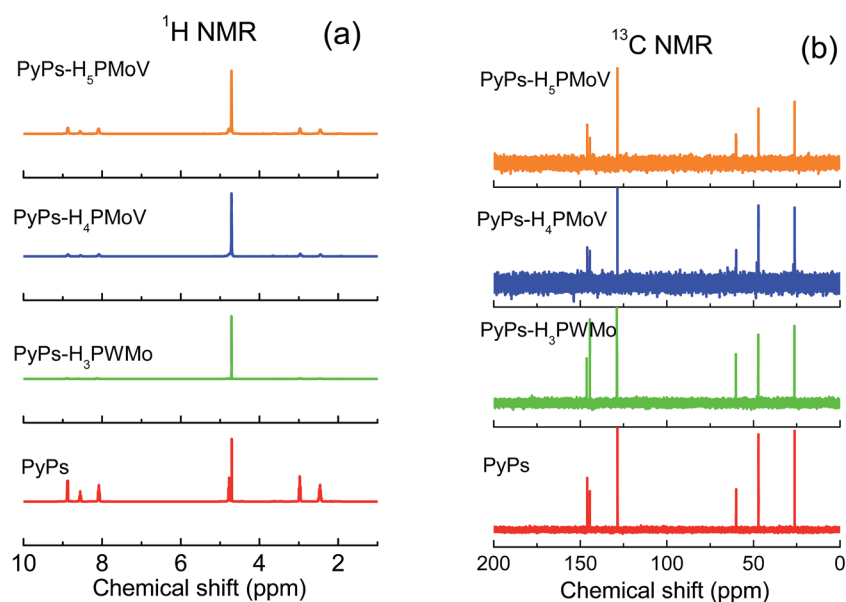 ¹H NMR
(a)
PyPs-H₅PMoV
PyPs-H₄PMoV
PyPs-H₃PWMo
PyPs
10 8 6 4 2
Chemical shift (ppm)
¹³C NMR
(b)
PyPs-H₅PMoV
PyPs-H₄PMoV
PyPs-H₃PWMo
PyPs
200 150 100 50 0
Chemical shift (ppm)